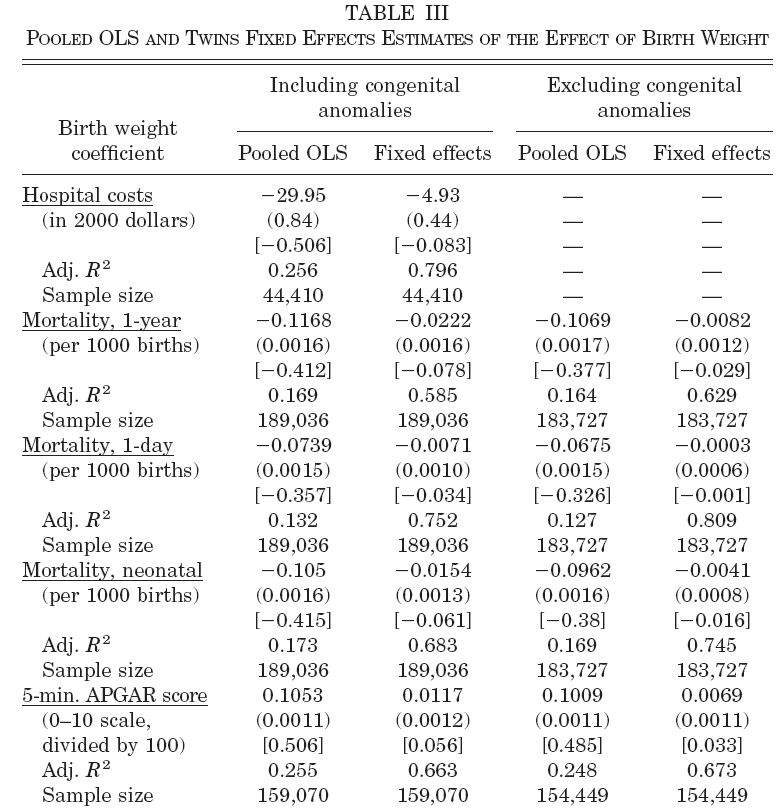 TABLE III
POOLED OLS AND TWINS FIXED EFFECTS ESTIMATES OF THE EFFECT OF BIRTH WEIGHT
Including congenital anomalies Excluding congenital anomalies
Birth weight coefficient Pooled OLS Fixed effects Pooled OLS Fixed effects
Hospital costs −29.95 −4.93 — —
(in 2000 dollars) (0.84) (0.44) — —
[−0.506] [−0.083] — —
Adj. R² 0.256 0.796 — —
Sample size 44,410 44,410 — —
Mortality, 1-year −0.1168 −0.0222 −0.1069 −0.0082
(per 1000 births) (0.0016) (0.0016) (0.0017) (0.0012)
[−0.412] [−0.078] [−0.377] [−0.029]
Adj. R² 0.169 0.585 0.164 0.629
Sample size 189,036 189,036 183,727 183,727
Mortality, 1-day −0.0739 −0.0071 −0.0675 −0.0003
(per 1000 births) (0.0015) (0.0010) (0.0015) (0.0006)
[−0.357] [−0.034] [−0.326] [−0.001]
Adj. R² 0.132 0.752 0.127 0.809
Sample size 189,036 189,036 183,727 183,727
Mortality, neonatal −0.105 −0.0154 −0.0962 −0.0041
(per 1000 births) (0.0016) (0.0013) (0.0016) (0.0008)
[−0.415] [−0.061] [−0.38] [−0.016]
Adj. R² 0.173 0.683 0.169 0.745
Sample size 189,036 189,036 183,727 183,727
5-min. APGAR score 0.1053 0.0117 0.1009 0.0069
(0–10 scale, (0.0011) (0.0012) (0.0011) (0.0011)
divided by 100) [0.506] [0.056] [0.485] [0.033]
Adj. R² 0.255 0.663 0.248 0.673
Sample size 159,070 159,070 154,449 154,449